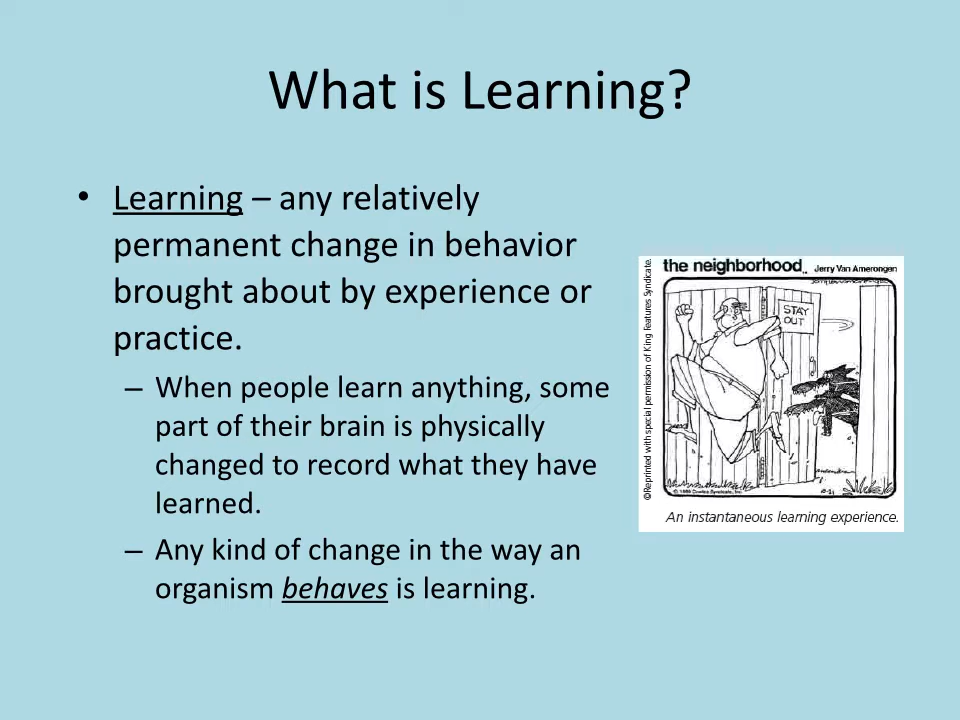 What is Learning?
• Learning – any relatively
permanent change in behavior
brought about by experience or
practice.
– When people learn anything, some
part of their brain is physically
changed to record what they have
learned.
– Any kind of change in the way an
organism behaves is learning.
©Reprinted with special permission of King Features Syndicate.
the neighborhood Jerry Van Amerongen
STAY
OUT
An instantaneous learning experience.